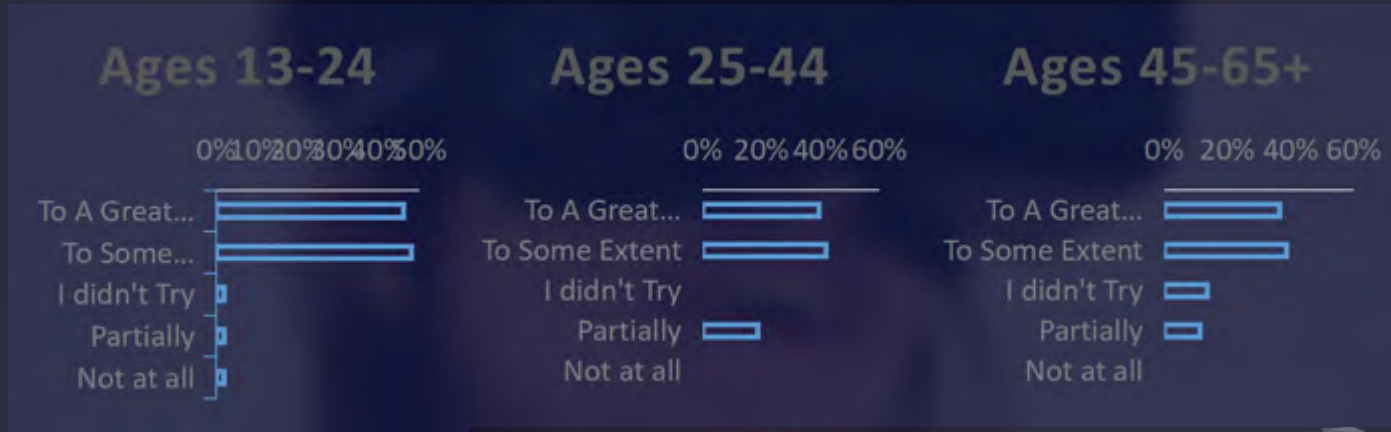 Ages 13-24
0%10%20%30%40%50%
To A Great...
To Some...
I didn't Try
Partially
Not at all
Ages 25-44
0% 20%40%60%
To A Great...
To Some Extent
I didn't Try
Partially
Not at all
Ages 45-65+
0% 20% 40% 60%
To A Great...
To Some Extent
I didn't Try
Partially
Not at all